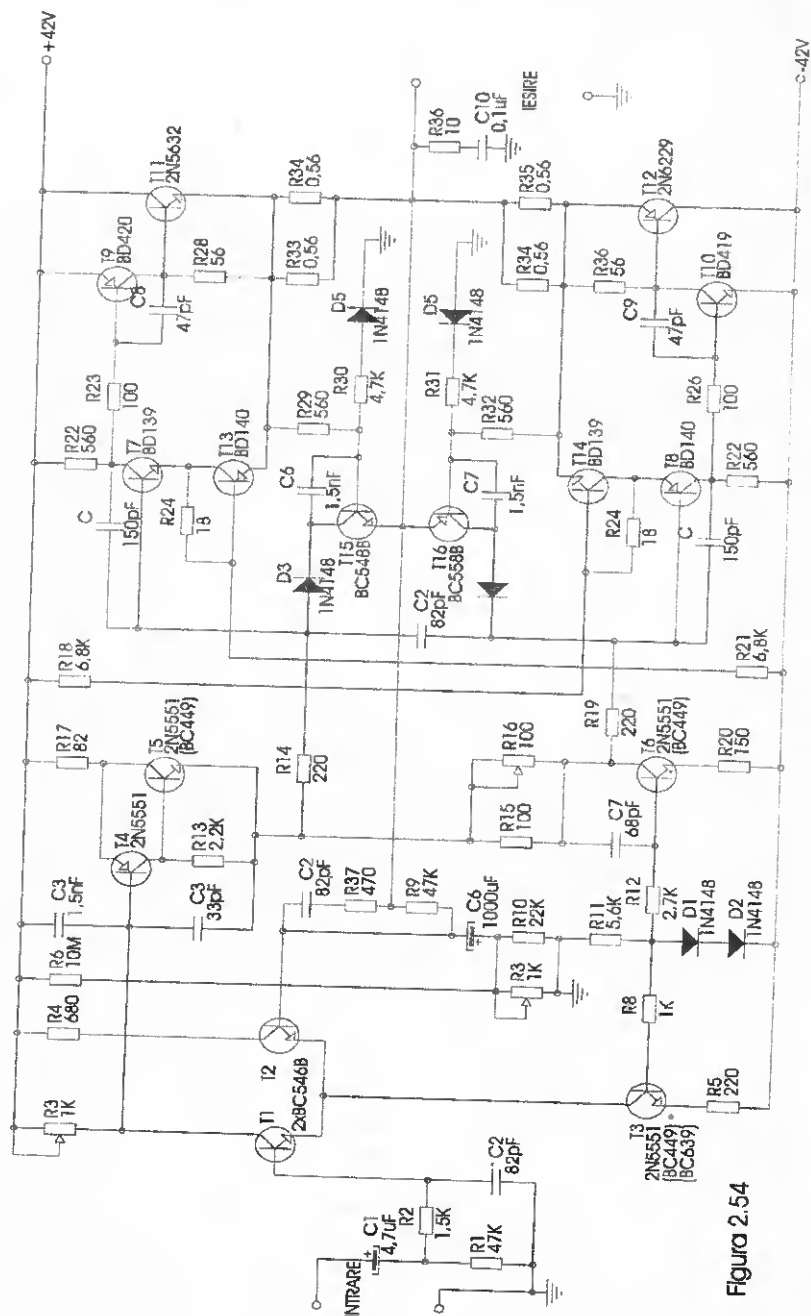 +42V
R3
1K
R4
680
R6
10M
C3
1,5nF
T4
2N5551
R17
82
T5
2N5551
(BC449)
R13
2,2K
C3
33pF
R18
6,8K
R22
560
R23
100
T9
BD420
T11
2N5632
C8
47pF
R28
56
C
150pF
T7
BD139
T13
BD140
R24
18
R33
0,56
R34
0,56
D3
1N4148
C6
1,5nF
R29
560
R30
4,7K
D5
1N4148
T15
BC548B
R14
220
C2
82pF
T16
BC558B
C7
1,5nF
R31
4,7K
D5
1N4148
R32
560
R36
10
C10
0,1uF
IESIRE
NTRARE
C1
4,7uF
R2
1,5K
R1
47K
C2
82pF
T1
2xBC546B
T2
C2
82pF
R37
470
R9
47K
C6
1000uF
R10
22K
R3
1K
R11
5,6K
R15
100
R16
100
R19
220
T14
BD139
R24
18
T8
BD140
C
150pF
R34
0,56
R35
0,56
R36
56
C9
47pF
T12
2N6229
T10
BD419
R26
100
R22
560
R21
6,8K
T3
2N5551
(BC449)
(BC639)
R8
1K
R12
2.7K
C7
68pF
T6
2N5551
(BC449)
R20
150
D1
1N4148
D2
1N4148
R5
220
-42V
Figura 2.54